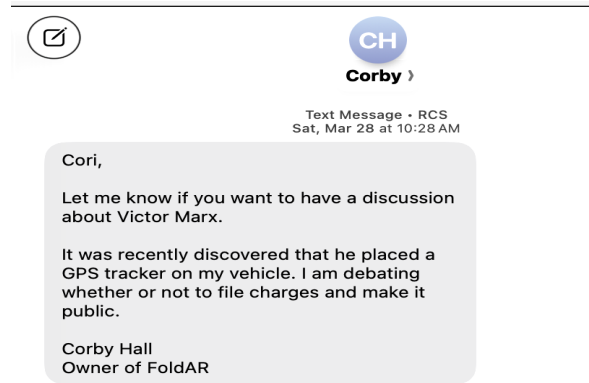 CH
Corby
Text Message • RCS
Sat, Mar 28 at 10:28 AM
Cori,
Let me know if you want to have a discussion
about Victor Marx.
It was recently discovered that he placed a
GPS tracker on my vehicle. I am debating
whether or not to file charges and make it
public.
Corby Hall
Owner of FoldAR